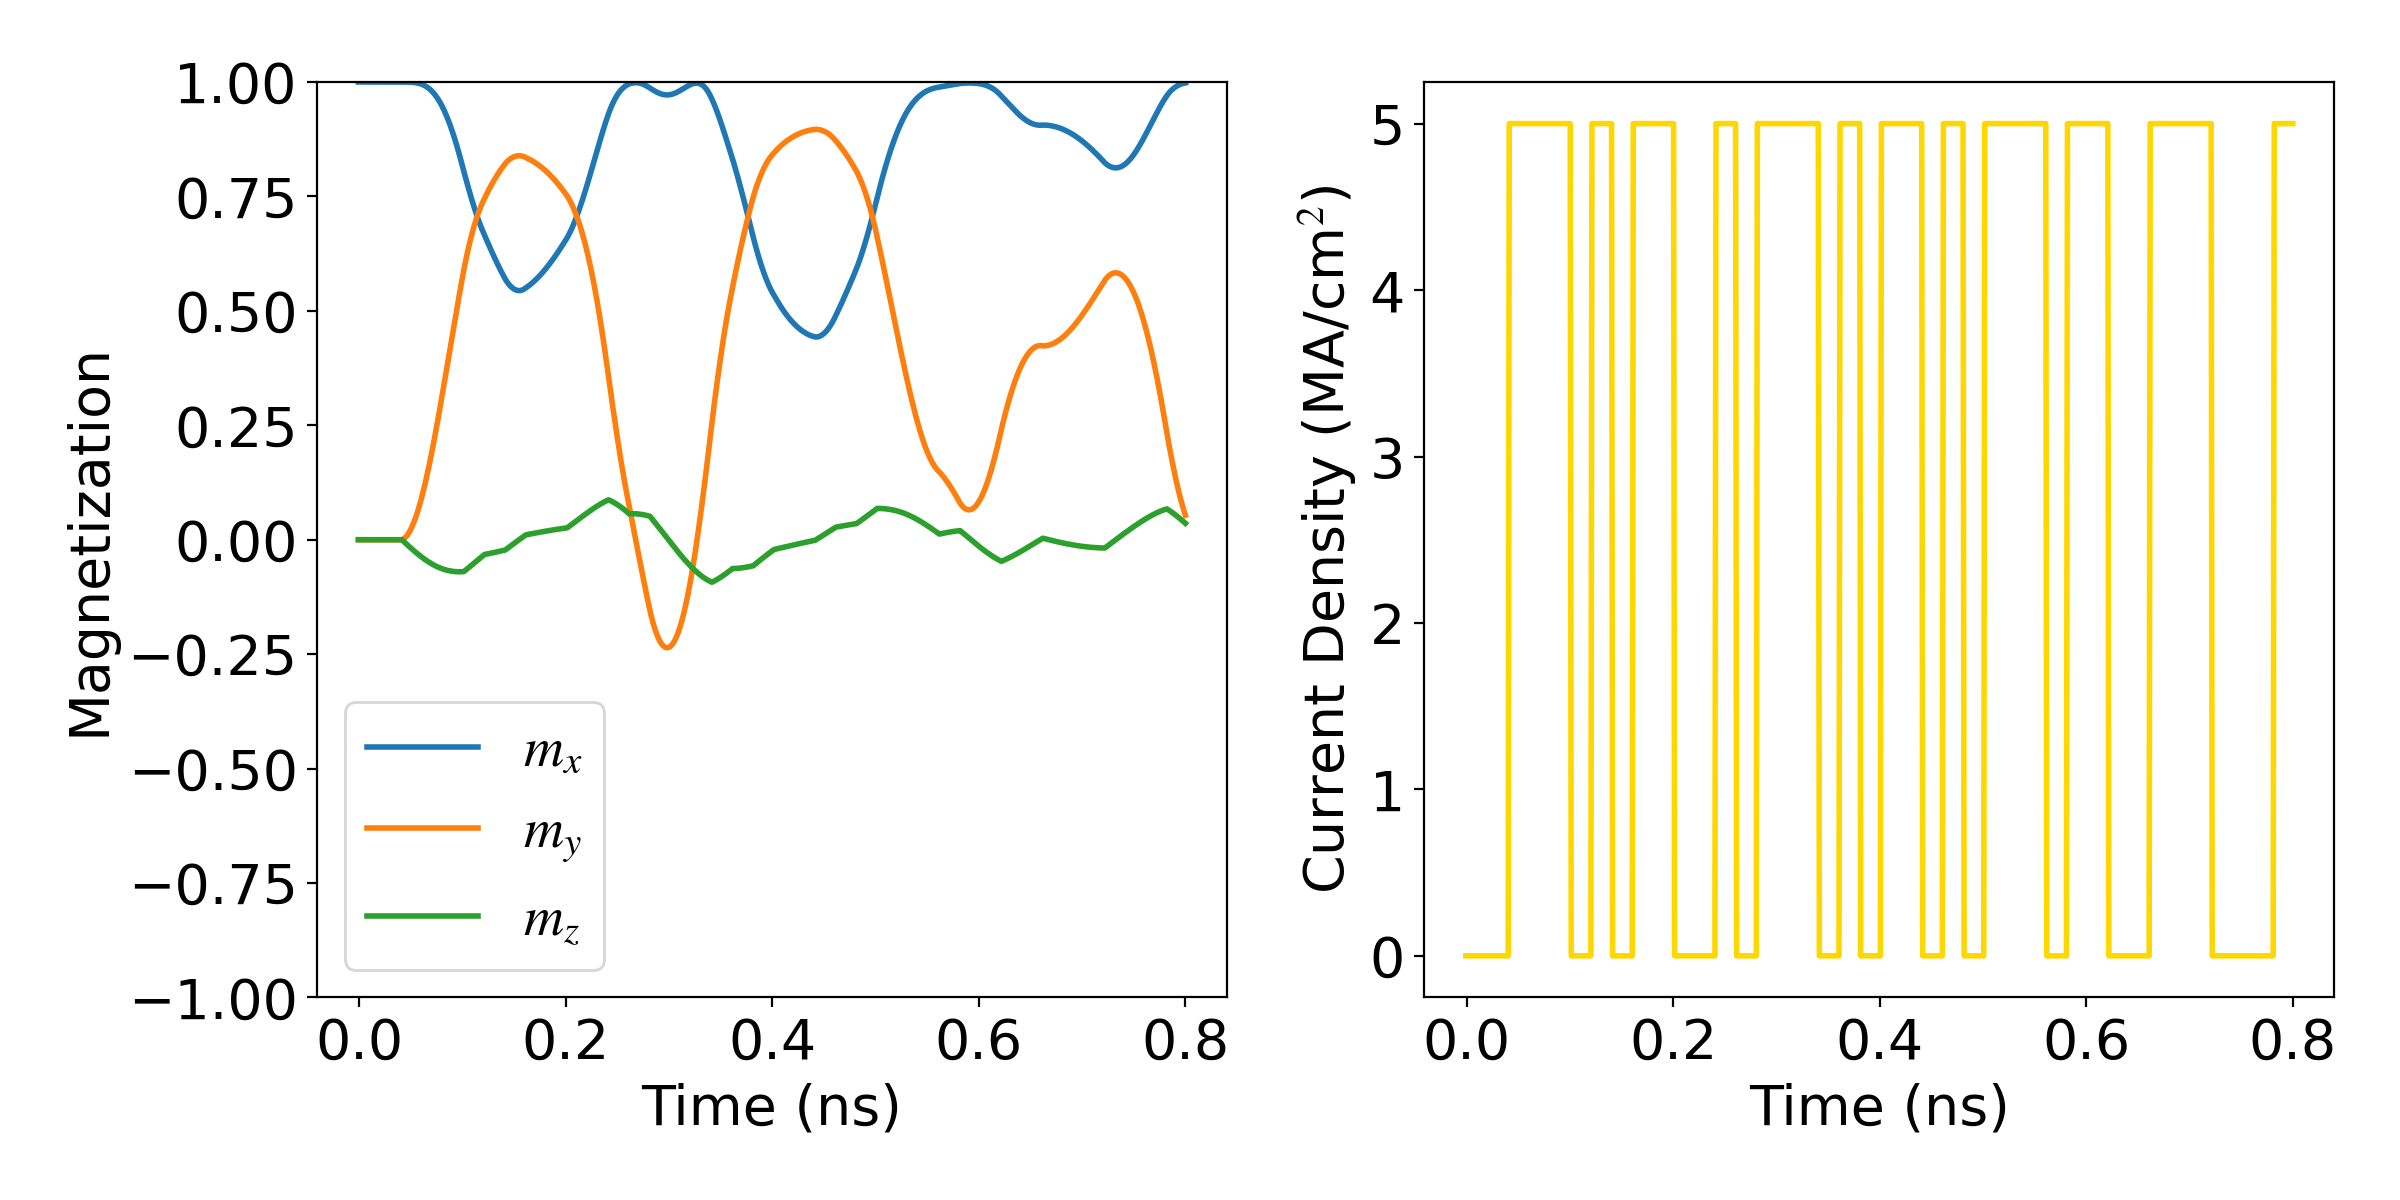 1.00
0.75
0.50
0.25
0.00
−0.25
−0.50
−0.75
−1.00
Magnetization
m_x
m_y
m_z
0.0 0.2 0.4 0.6 0.8
Time (ns)
5
4
3
2
1
0
Current Density (MA/cm²)
0.0 0.2 0.4 0.6 0.8
Time (ns)